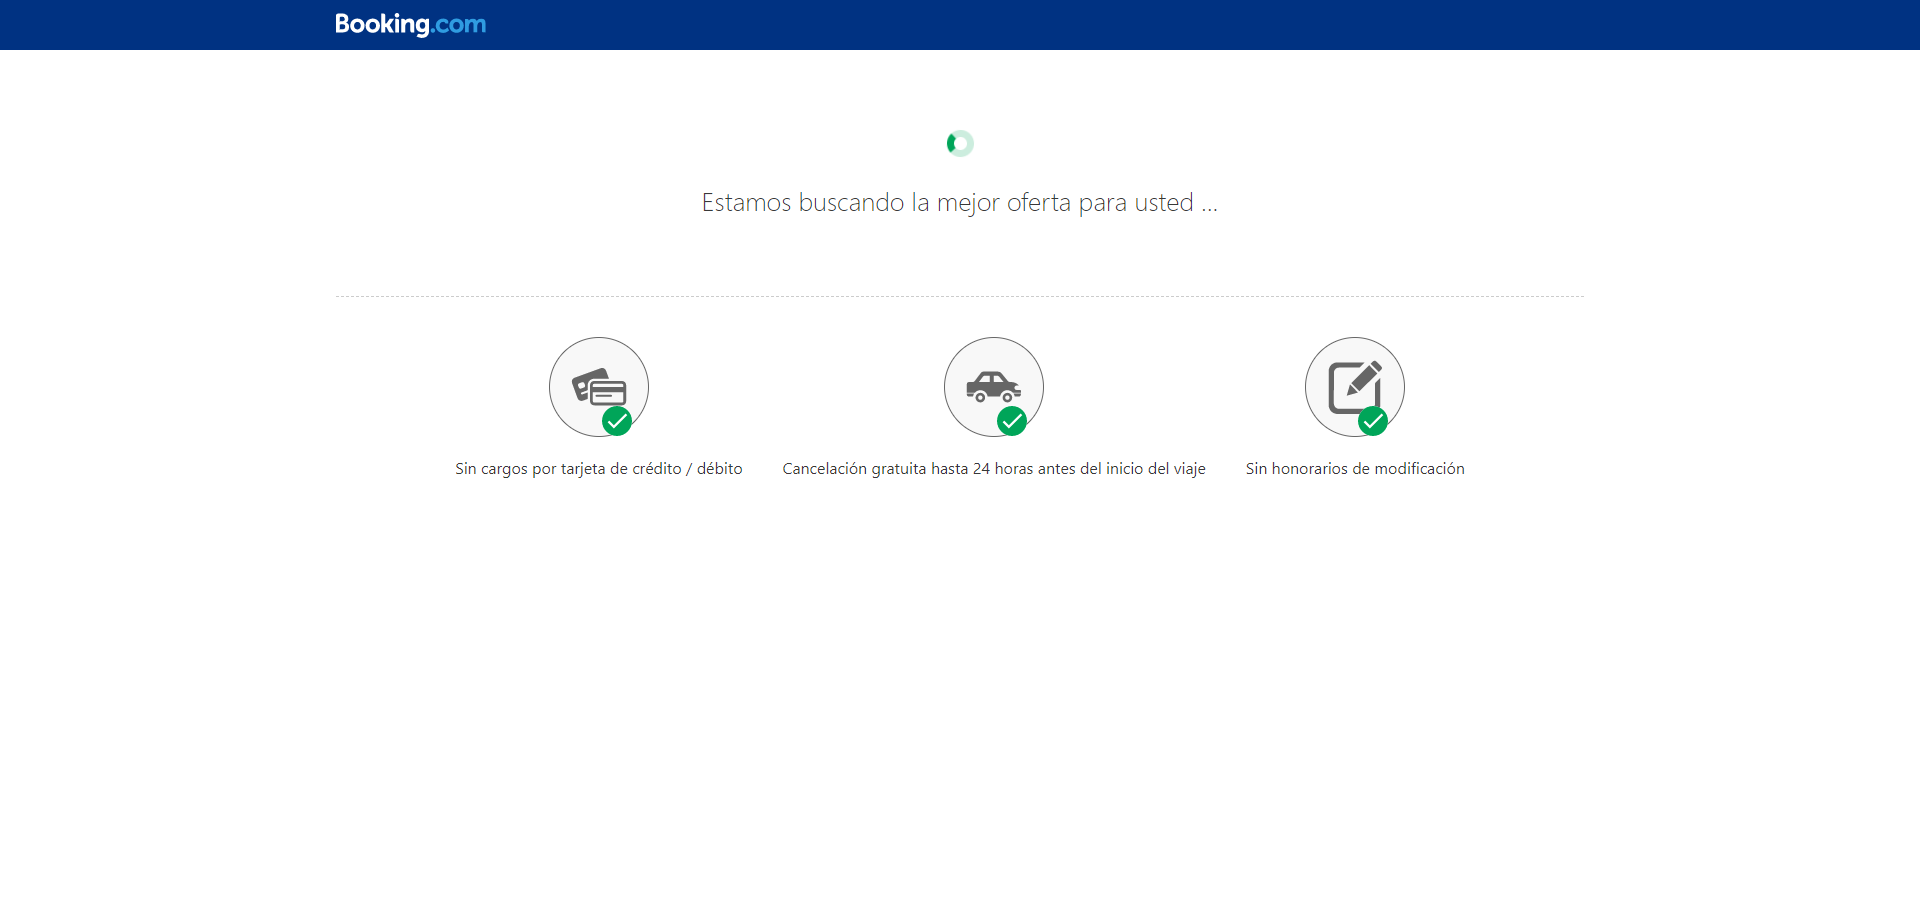 Booking.com
Estamos buscando la mejor oferta para usted ...
Sin cargos por tarjeta de crédito / débito
Cancelación gratuita hasta 24 horas antes del inicio del viaje
Sin honorarios de modificación